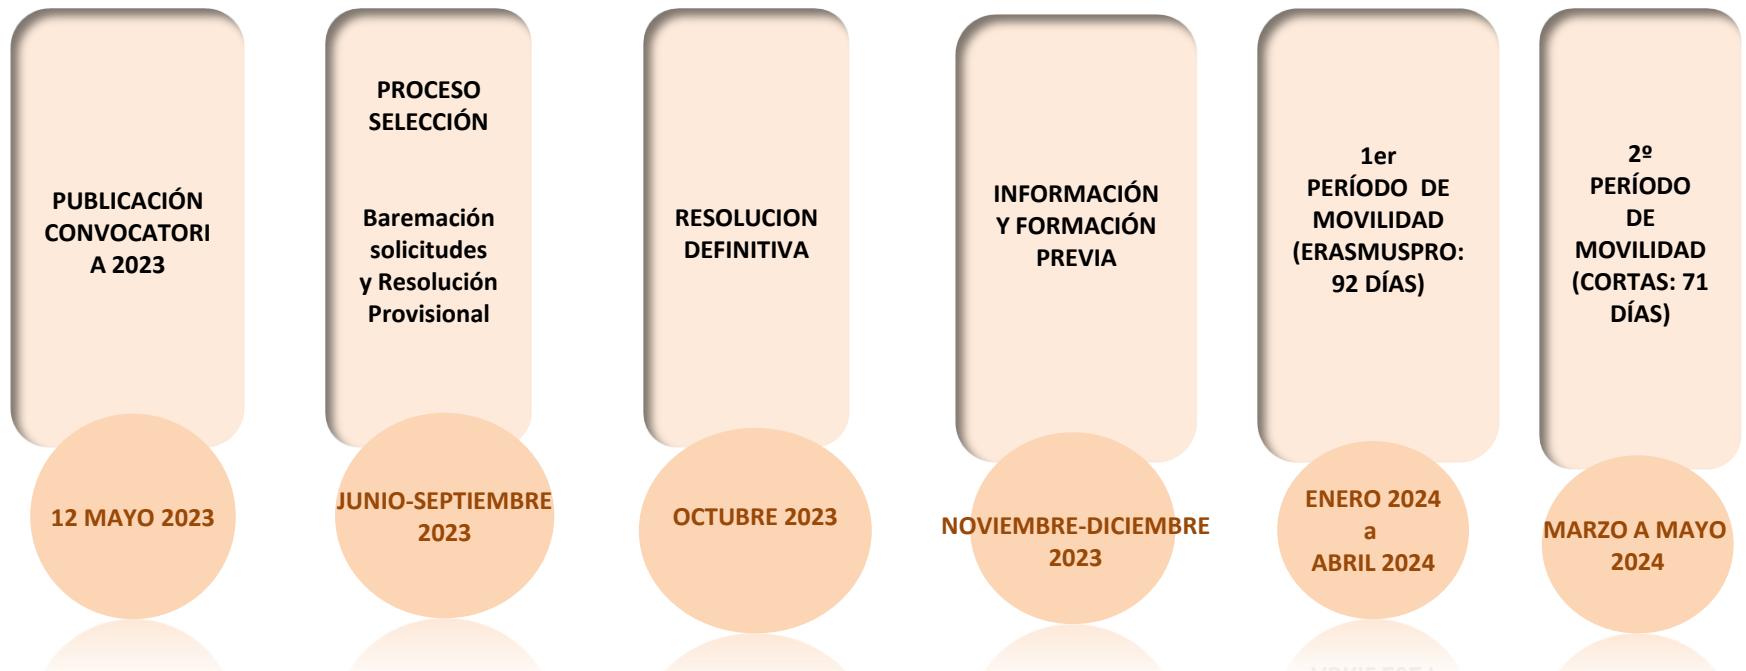 PUBLICACIÓN
CONVOCATORI
A 2023
12 MAYO 2023
PROCESO
SELECCIÓN
Baremación
solicitudes
y Resolución
Provisional
JUNIO-SEPTIEMBRE
2023
RESOLUCION
DEFINITIVA
OCTUBRE 2023
INFORMACIÓN
Y FORMACIÓN
PREVIA
NOVIEMBRE-DICIEMBRE
2023
1er
PERÍODO DE
MOVILIDAD
(ERASMUSPRO:
92 DÍAS)
ENERO 2024
a
ABRIL 2024
2º
PERÍODO
DE
MOVILIDAD
(CORTAS: 71
DÍAS)
MARZO A MAYO
2024